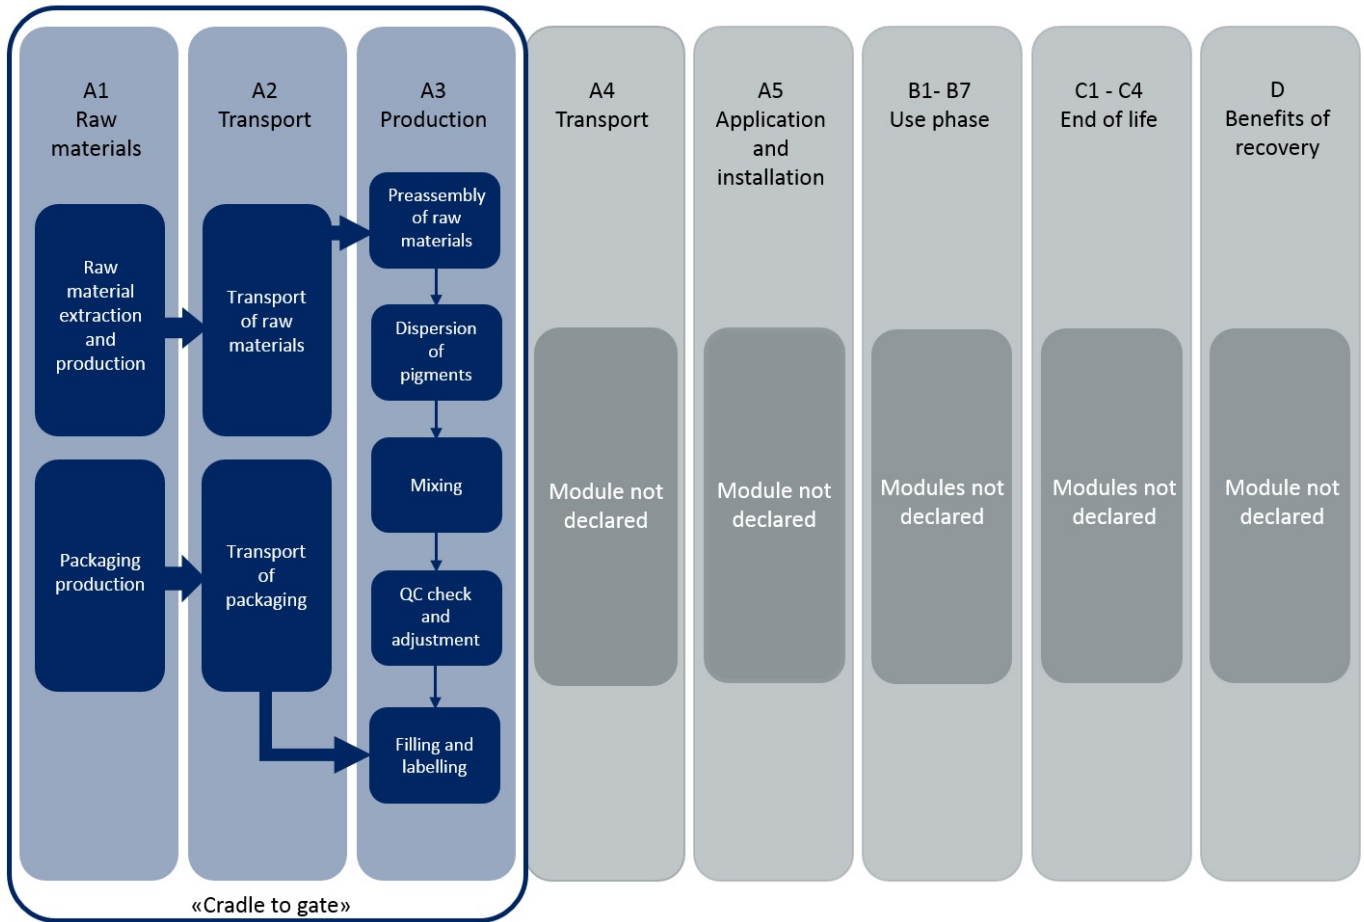 A1
Raw
materials
A2
Transport
A3
Production
A4
Transport
A5
Application
and
installation
B1- B7
Use phase
C1 - C4
End of life
D
Benefits of
recovery
Raw
material
extraction
and
production
Transport
of raw
materials
Preassembly
of raw
materials
Dispersion
of
pigments
Mixing
QC check
and
adjustment
Filling and
labelling
Packaging
production
Transport
of
packaging
Module not
declared
Module not
declared
Modules not
declared
Modules not
declared
Module not
declared
«Cradle to gate»